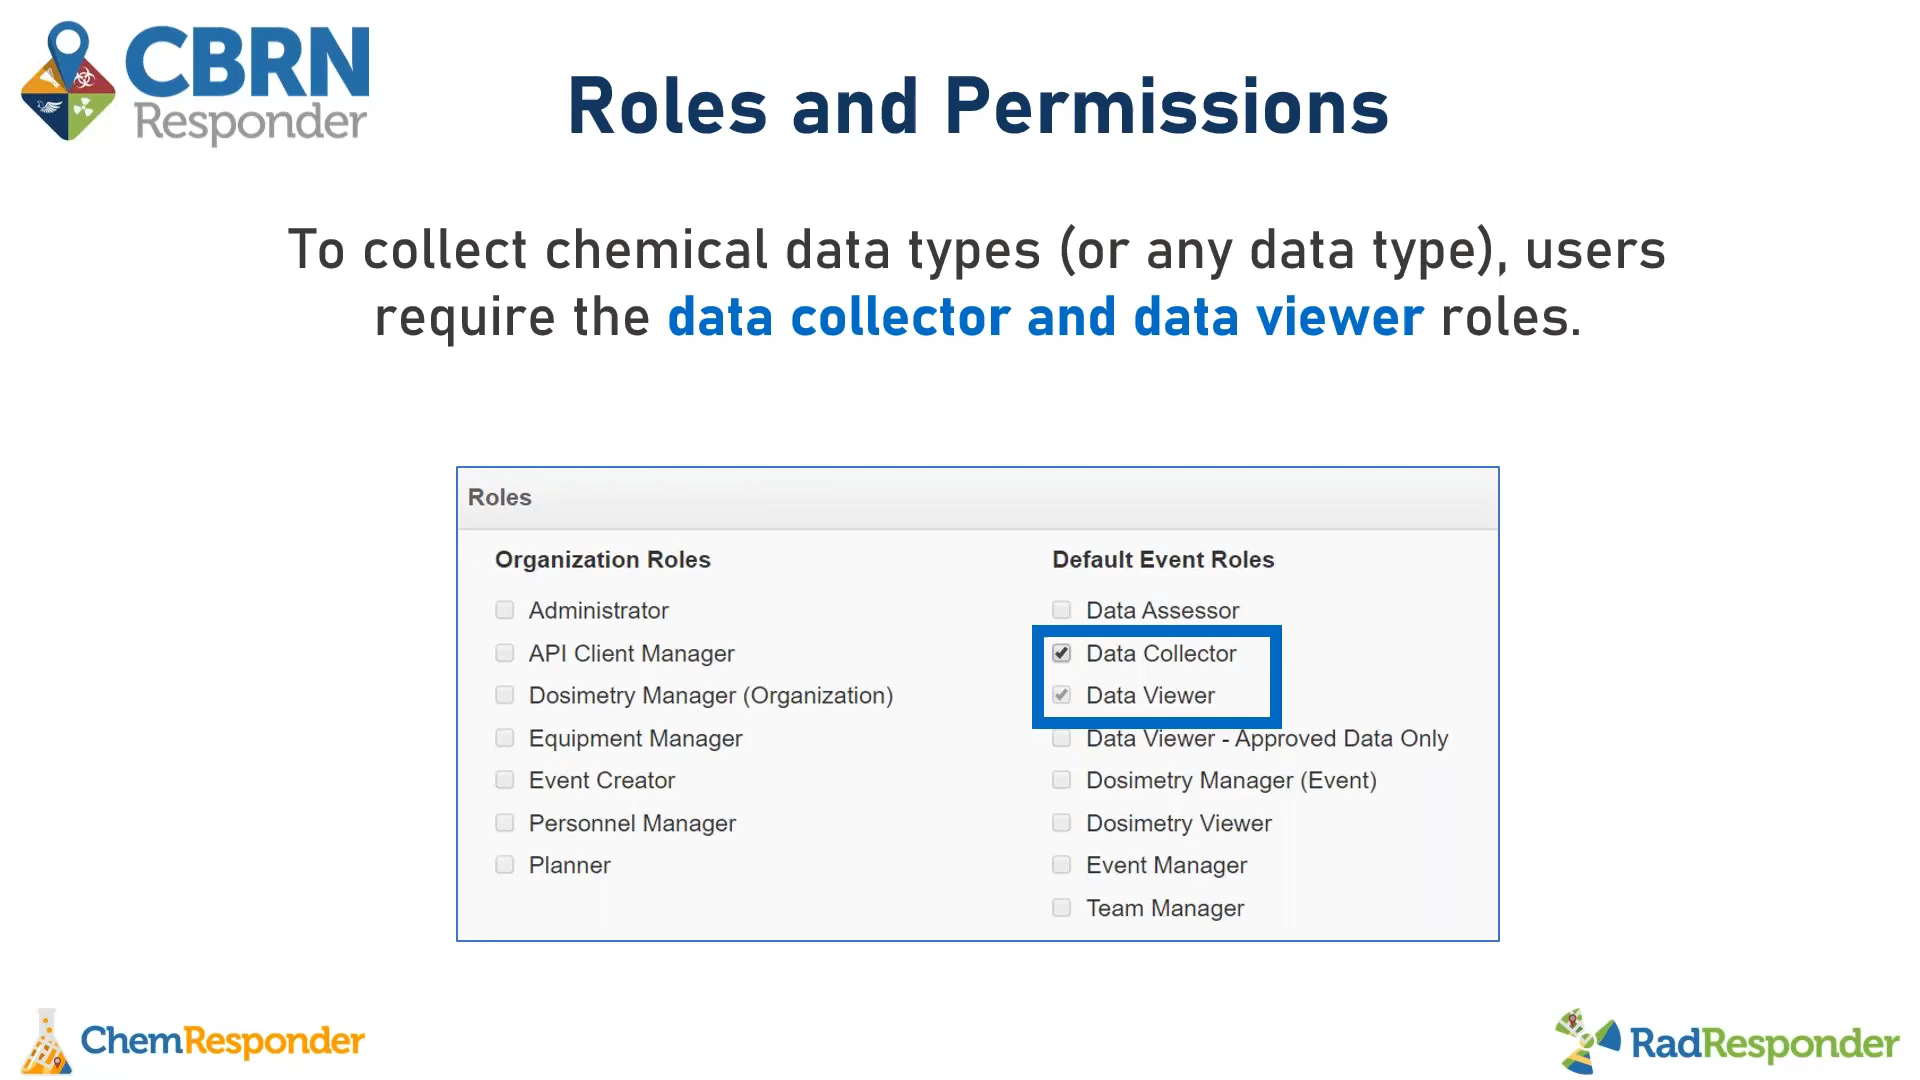 CBRN
Responder
Roles and Permissions
To collect chemical data types (or any data type), users
require the data collector and data viewer roles.
Roles
Organization Roles
Administrator
API Client Manager
Dosimetry Manager (Organization)
Equipment Manager
Event Creator
Personnel Manager
Planner
Default Event Roles
Data Assessor
Data Collector
Data Viewer
Data Viewer - Approved Data Only
Dosimetry Manager (Event)
Dosimetry Viewer
Event Manager
Team Manager
ChemResponder
RadResponder